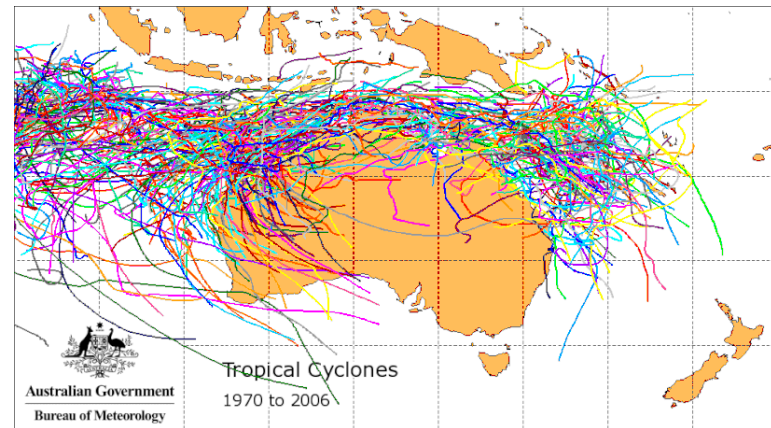 Tropical Cyclones
1970 to 2006
Australian Government
Bureau of Meteorology